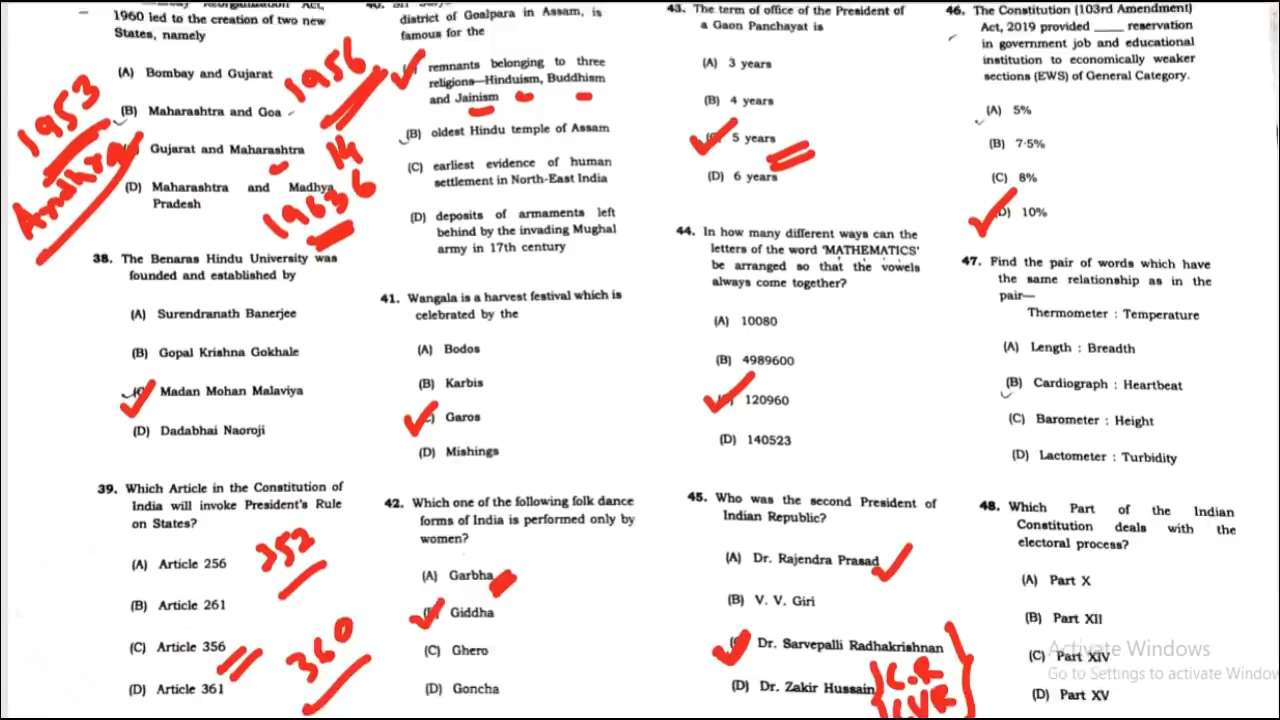 1960 led to the creation of two new
States, namely
(A) Bombay and Gujarat
(B) Maharashtra and Goa
Gujarat and Maharashtra
(D) Maharashtra and Madhya
Pradesh
1953
Andhra
1956
14
1963
6
38. The Benaras Hindu University was
founded and established by
(A) Surendranath Banerjee
(B) Gopal Krishna Gokhale
(C) Madan Mohan Malaviya
(D) Dadabhai Naoroji
39. Which Article in the Constitution of
India will invoke President's Rule
on States?
(A) Article 256
(B) Article 261
(C) Article 356
(D) Article 361
352
360
district of Goalpara in Assam, is
famous for the
remnants belonging to three
religions—Hinduism, Buddhism
and Jainism
(B) oldest Hindu temple of Assam
(C) earliest evidence of human
settlement in North-East India
(D) deposits of armaments left
behind by the invading Mughal
army in 17th century
41. Wangala is a harvest festival which is
celebrated by the
(A) Bodos
(B) Karbis
Garos
(D) Mishings
42. Which one of the following folk dance
forms of India is performed only by
women?
(A) Garbha
Giddha
(C) Ghero
(D) Goncha
43. The term of office of the President of
a Gaon Panchayat is
(A) 3 years
(B) 4 years
5 years
(D) 6 years
44. In how many different ways can the
letters of the word 'MATHEMATICS'
be arranged so that the vowels
always come together?
(A) 10080
(B) 4989600
120960
(D) 140523
45. Who was the second President of
Indian Republic?
(A) Dr. Rajendra Prasad
(B) V. V. Giri
Dr. Sarvepalli Radhakrishnan
(D) Dr. Zakir Hussain
C.R
CVR
46. The Constitution (103rd Amendment)
Act, 2019 provided ____ reservation
in government job and educational
institution to economically weaker
sections (EWS) of General Category.
(A) 5%
(B) 7·5%
(C) 8%
(D) 10%
47. Find the pair of words which have
the same relationship as in the
pair—
Thermometer : Temperature
(A) Length : Breadth
(B) Cardiograph : Heartbeat
(C) Barometer : Height
(D) Lactometer : Turbidity
48. Which Part of the Indian
Constitution deals with the
electoral process?
(A) Part X
(B) Part XII
(C) Part XIV
(D) Part XV
Activate Windows
Go to Settings to activate Window